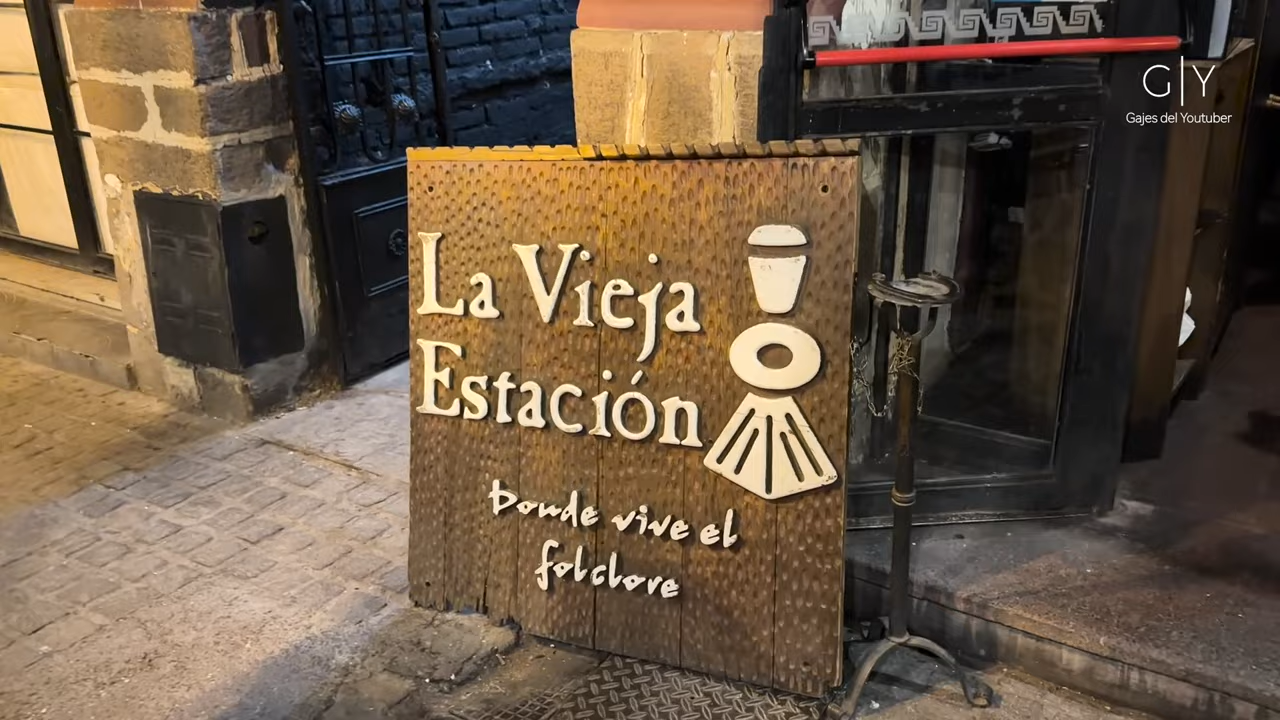 G|Y
Gajes del Youtuber
La Vieja
Estación
Donde vive el
folclore